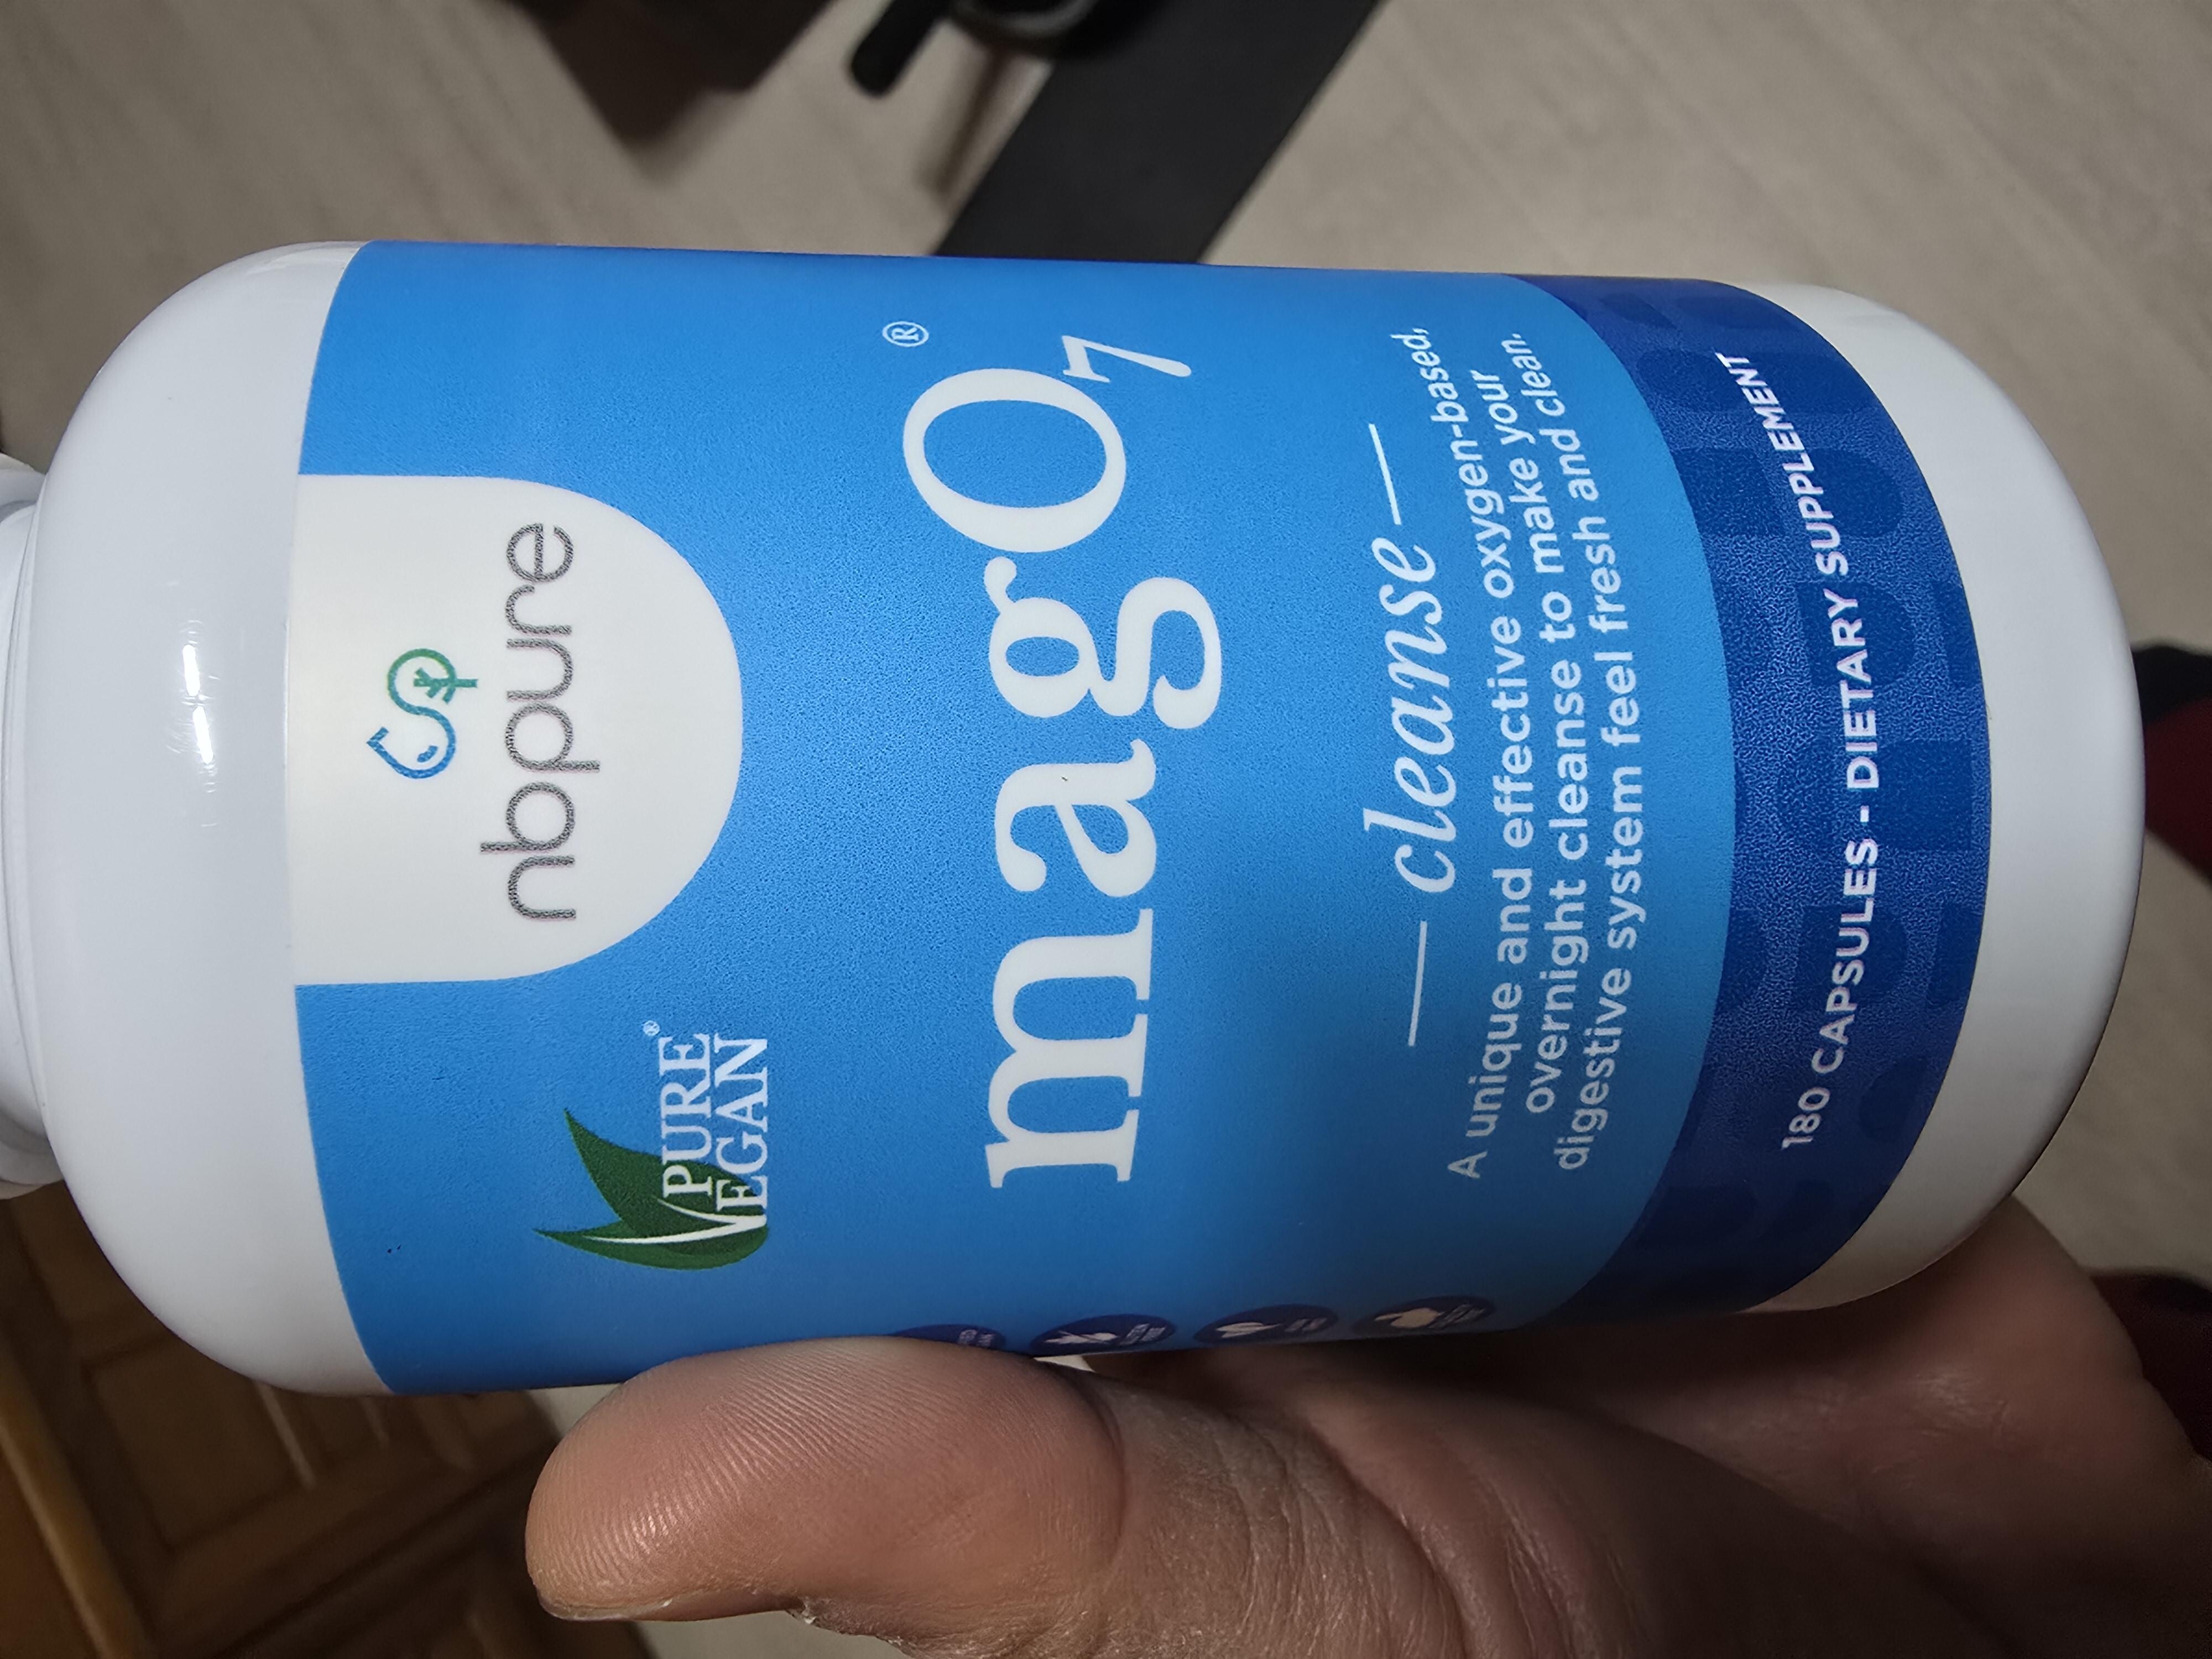 nbpure
PURE
VEGAN®
magO7®
cleanse
A unique and effective oxygen-based,
overnight cleanse to make your
digestive system feel fresh and clean.
180 CAPSULES - DIETARY SUPPLEMENT